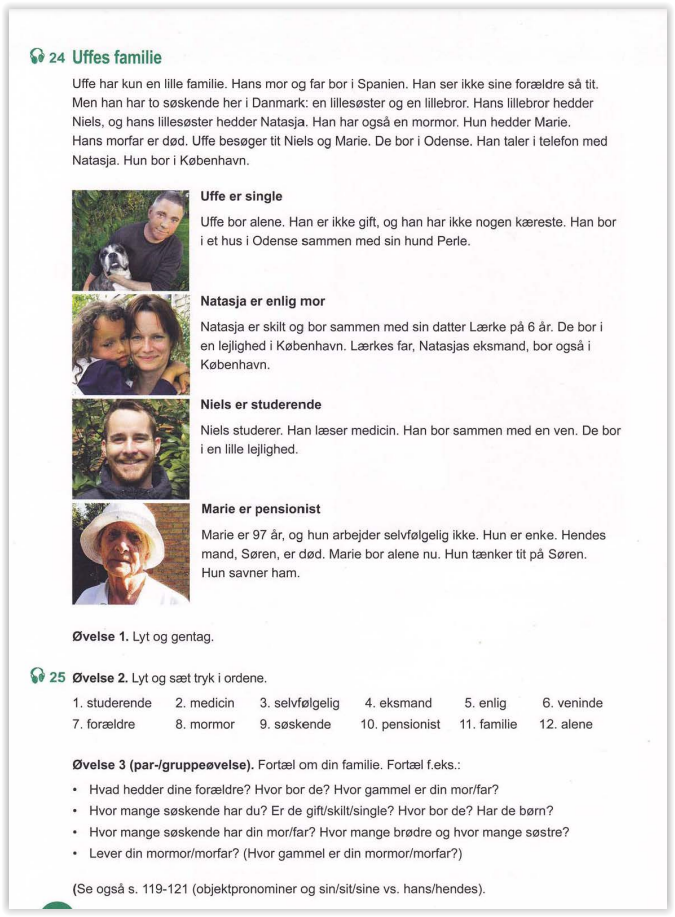 24 Uffes familie
Uffe har kun en lille familie. Hans mor og far bor i Spanien. Han ser ikke sine forældre så tit.
Men han har to søskende her i Danmark: en lillesøster og en lillebror. Hans lillebror hedder
Niels, og hans lillesøster hedder Natasja. Han har også en mormor. Hun hedder Marie.
Hans morfar er død. Uffe besøger tit Niels og Marie. De bor i Odense. Han taler i telefon med
Natasja. Hun bor i København.
Uffe er single
Uffe bor alene. Han er ikke gift, og han har ikke nogen kæreste. Han bor
i et hus i Odense sammen med sin hund Perle.
Natasja er enlig mor
Natasja er skilt og bor sammen med sin datter Lærke på 6 år. De bor i
en lejlighed i København. Lærkes far, Natasjas eksmand, bor også i
København.
Niels er studerende
Niels studerer. Han læser medicin. Han bor sammen med en ven. De bor
i en lille lejlighed.
Marie er pensionist
Marie er 97 år, og hun arbejder selvfølgelig ikke. Hun er enke. Hendes
mand, Søren, er død. Marie bor alene nu. Hun tænker tit på Søren.
Hun savner ham.
Øvelse 1. Lyt og gentag.
25 Øvelse 2. Lyt og sæt tryk i ordene.
1. studerende 2. medicin 3. selvfølgelig 4. eksmand 5. enlig 6. veninde
7. forældre 8. mormor 9. søskende 10. pensionist 11. familie 12. alene
Øvelse 3 (par-/gruppeøvelse). Fortæl om din familie. Fortæl f.eks.:
• Hvad hedder dine forældre? Hvor bor de? Hvor gammel er din mor/far?
• Hvor mange søskende har du? Er de gift/skilt/single? Hvor bor de? Har de børn?
• Hvor mange søskende har din mor/far? Hvor mange brødre og hvor mange søstre?
• Lever din mormor/morfar? (Hvor gammel er din mormor/morfar?)
(Se også s. 119-121 (objektpronominer og sin/sit/sine vs. hans/hendes).